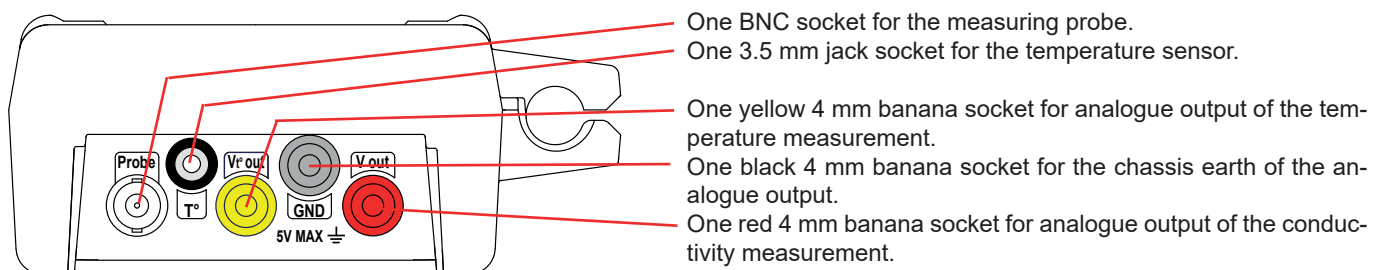 One BNC socket for the measuring probe.
One 3.5 mm jack socket for the temperature sensor.
One yellow 4 mm banana socket for analogue output of the tem-
perature measurement.
One black 4 mm banana socket for the chassis earth of the an-
alogue output.
One red 4 mm banana socket for analogue output of the conduc-
tivity measurement.
Probe
Vt° out
V out
T°
GND
5V MAX